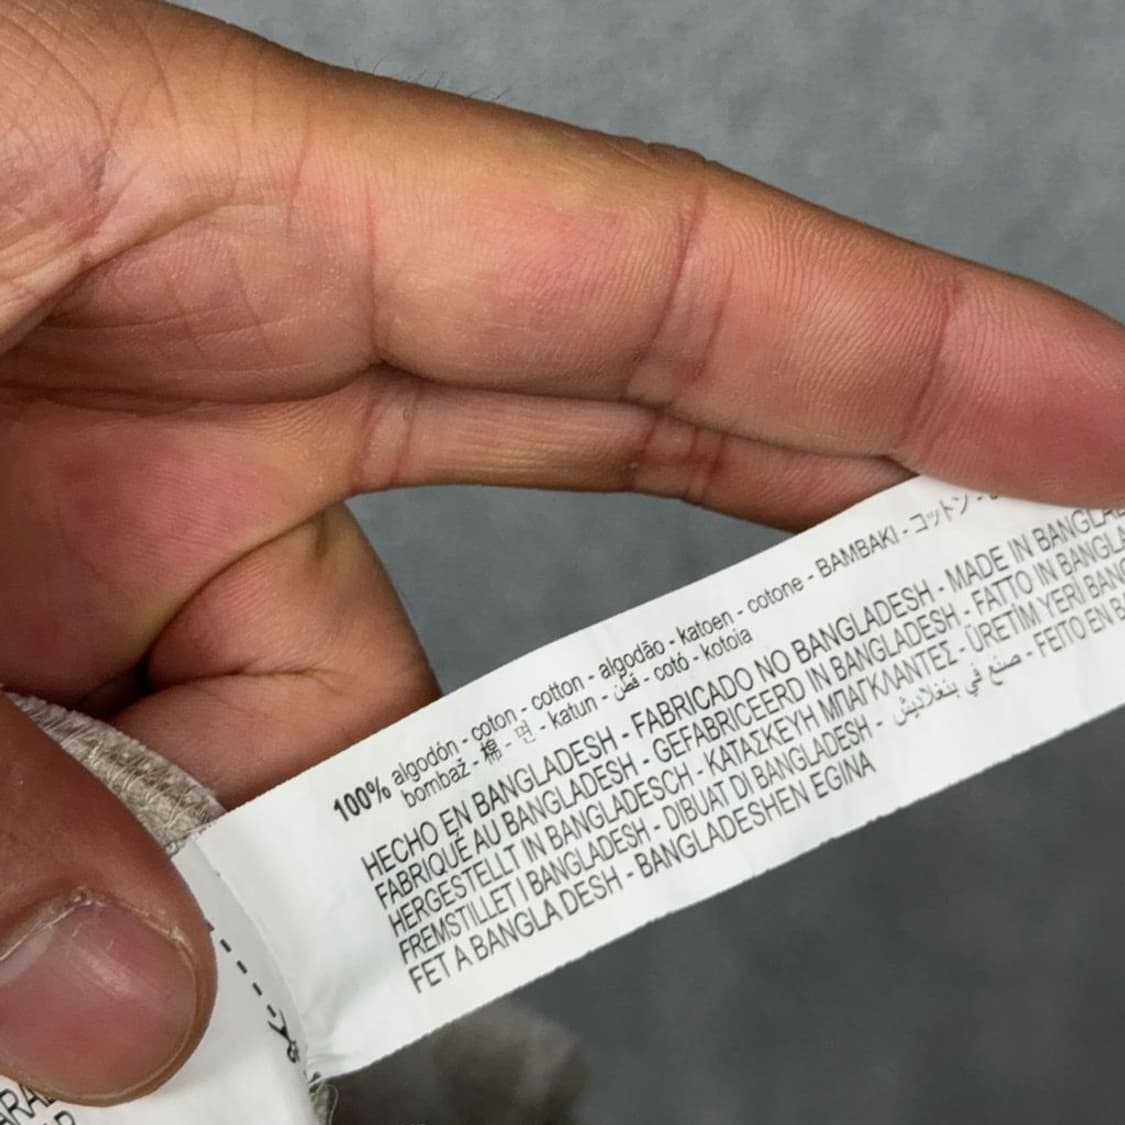 100% algodón - coton - cotton - algodão - katoen - cotone - BAMBAKI - コットン -
bombaž - 棉 - 면 - katun - قطن - cotó - kotoia
HECHO EN BANGLADESH - FABRICADO NO BANGLADESH - MADE IN
FABRIQUÉ AU BANGLADESH - GEFABRICEERD IN BANGLADESH - FATTO IN
HERGESTELLT IN BANGLADESCH - ΚΑΤΑΣΚΕΥΗ ΜΠΑΓΚΛΑΝΤΕΣ - ÜRETİM YERİ
FREMSTILLET I BANGLADESH - DIBUAT DI BANGLADESH - صنع في بنغلاديش - FEITO EN
FET A BANGLA DESH - BANGLADESHEN EGINA